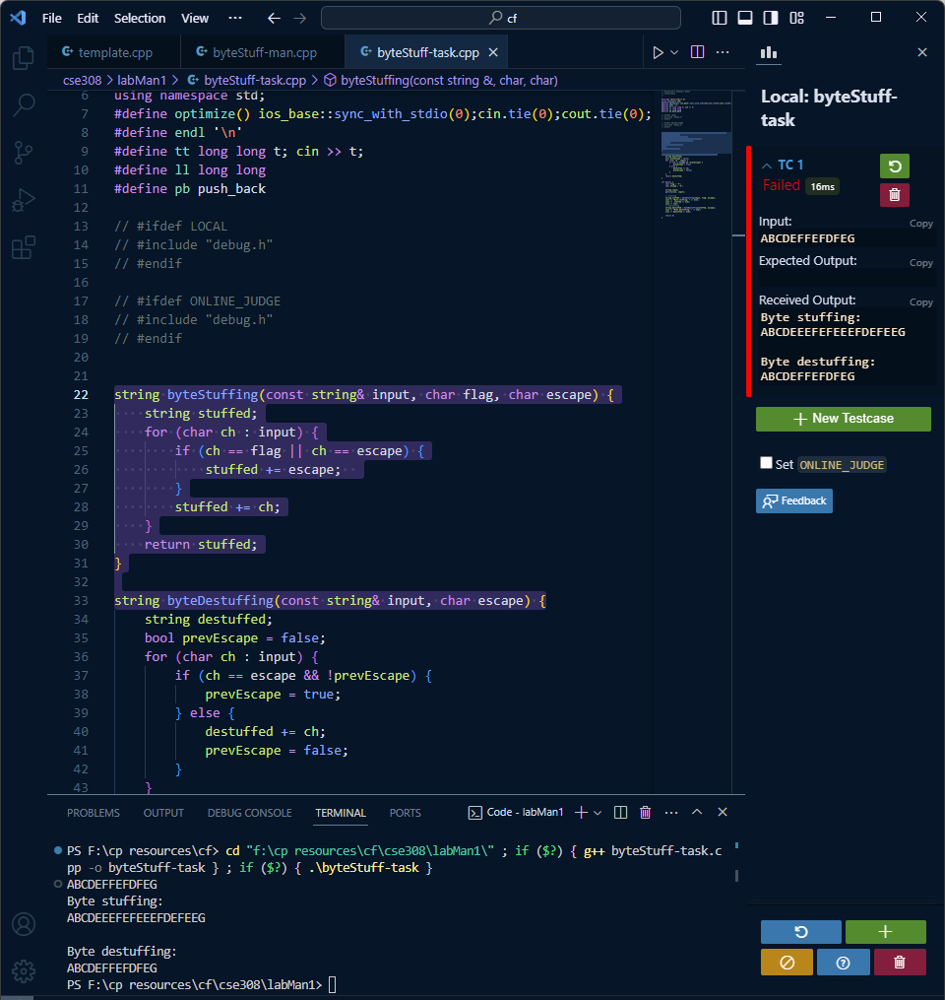 File Edit Selection View ··· cf
template.cpp byteStuff-man.cpp byteStuff-task.cpp
cse308 > labMan1 > byteStuff-task.cpp > byteStuffing(const string &, char, char)
6 using namespace std;
7 #define optimize() ios_base::sync_with_stdio(0);cin.tie(0);cout.tie(0);
8 #define endl '\n'
9 #define tt long long t; cin >> t;
10 #define ll long long
11 #define pb push_back
12
13 // #ifdef LOCAL
14 // #include "debug.h"
15 // #endif
16
17 // #ifdef ONLINE_JUDGE
18 // #include "debug.h"
19 // #endif
20
21
22 string byteStuffing(const string& input, char flag, char escape) {
23 string stuffed;
24 for (char ch : input) {
25 if (ch == flag || ch == escape) {
26 stuffed += escape;
27 }
28 stuffed += ch;
29 }
30 return stuffed;
31 }
32
33 string byteDestuffing(const string& input, char escape) {
34 string destuffed;
35 bool prevEscape = false;
36 for (char ch : input) {
37 if (ch == escape && !prevEscape) {
38 prevEscape = true;
39 } else {
40 destuffed += ch;
41 prevEscape = false;
42 }
43 }
PROBLEMS OUTPUT DEBUG CONSOLE TERMINAL PORTS Code - labMan1
PS F:\cp resources\cf> cd "f:\cp resources\cf\cse308\labMan1\" ; if ($?) { g++ byteStuff-task.c
pp -o byteStuff-task } ; if ($?) { .\byteStuff-task }
ABCDEFFEFDFEG
Byte stuffing:
ABCDEEEFEFEEEFDEFEEG
Byte destuffing:
ABCDEFFEFDFEG
PS F:\cp resources\cf\cse308\labMan1>
Local: byteStuff-
task
TC 1
Failed 16ms
Input: Copy
ABCDEFFEFDFEG
Expected Output: Copy
Received Output: Copy
Byte stuffing:
ABCDEEEFEFEEEFDEFEEG
Byte destuffing:
ABCDEFFEFDFEG
New Testcase
Set ONLINE_JUDGE
Feedback